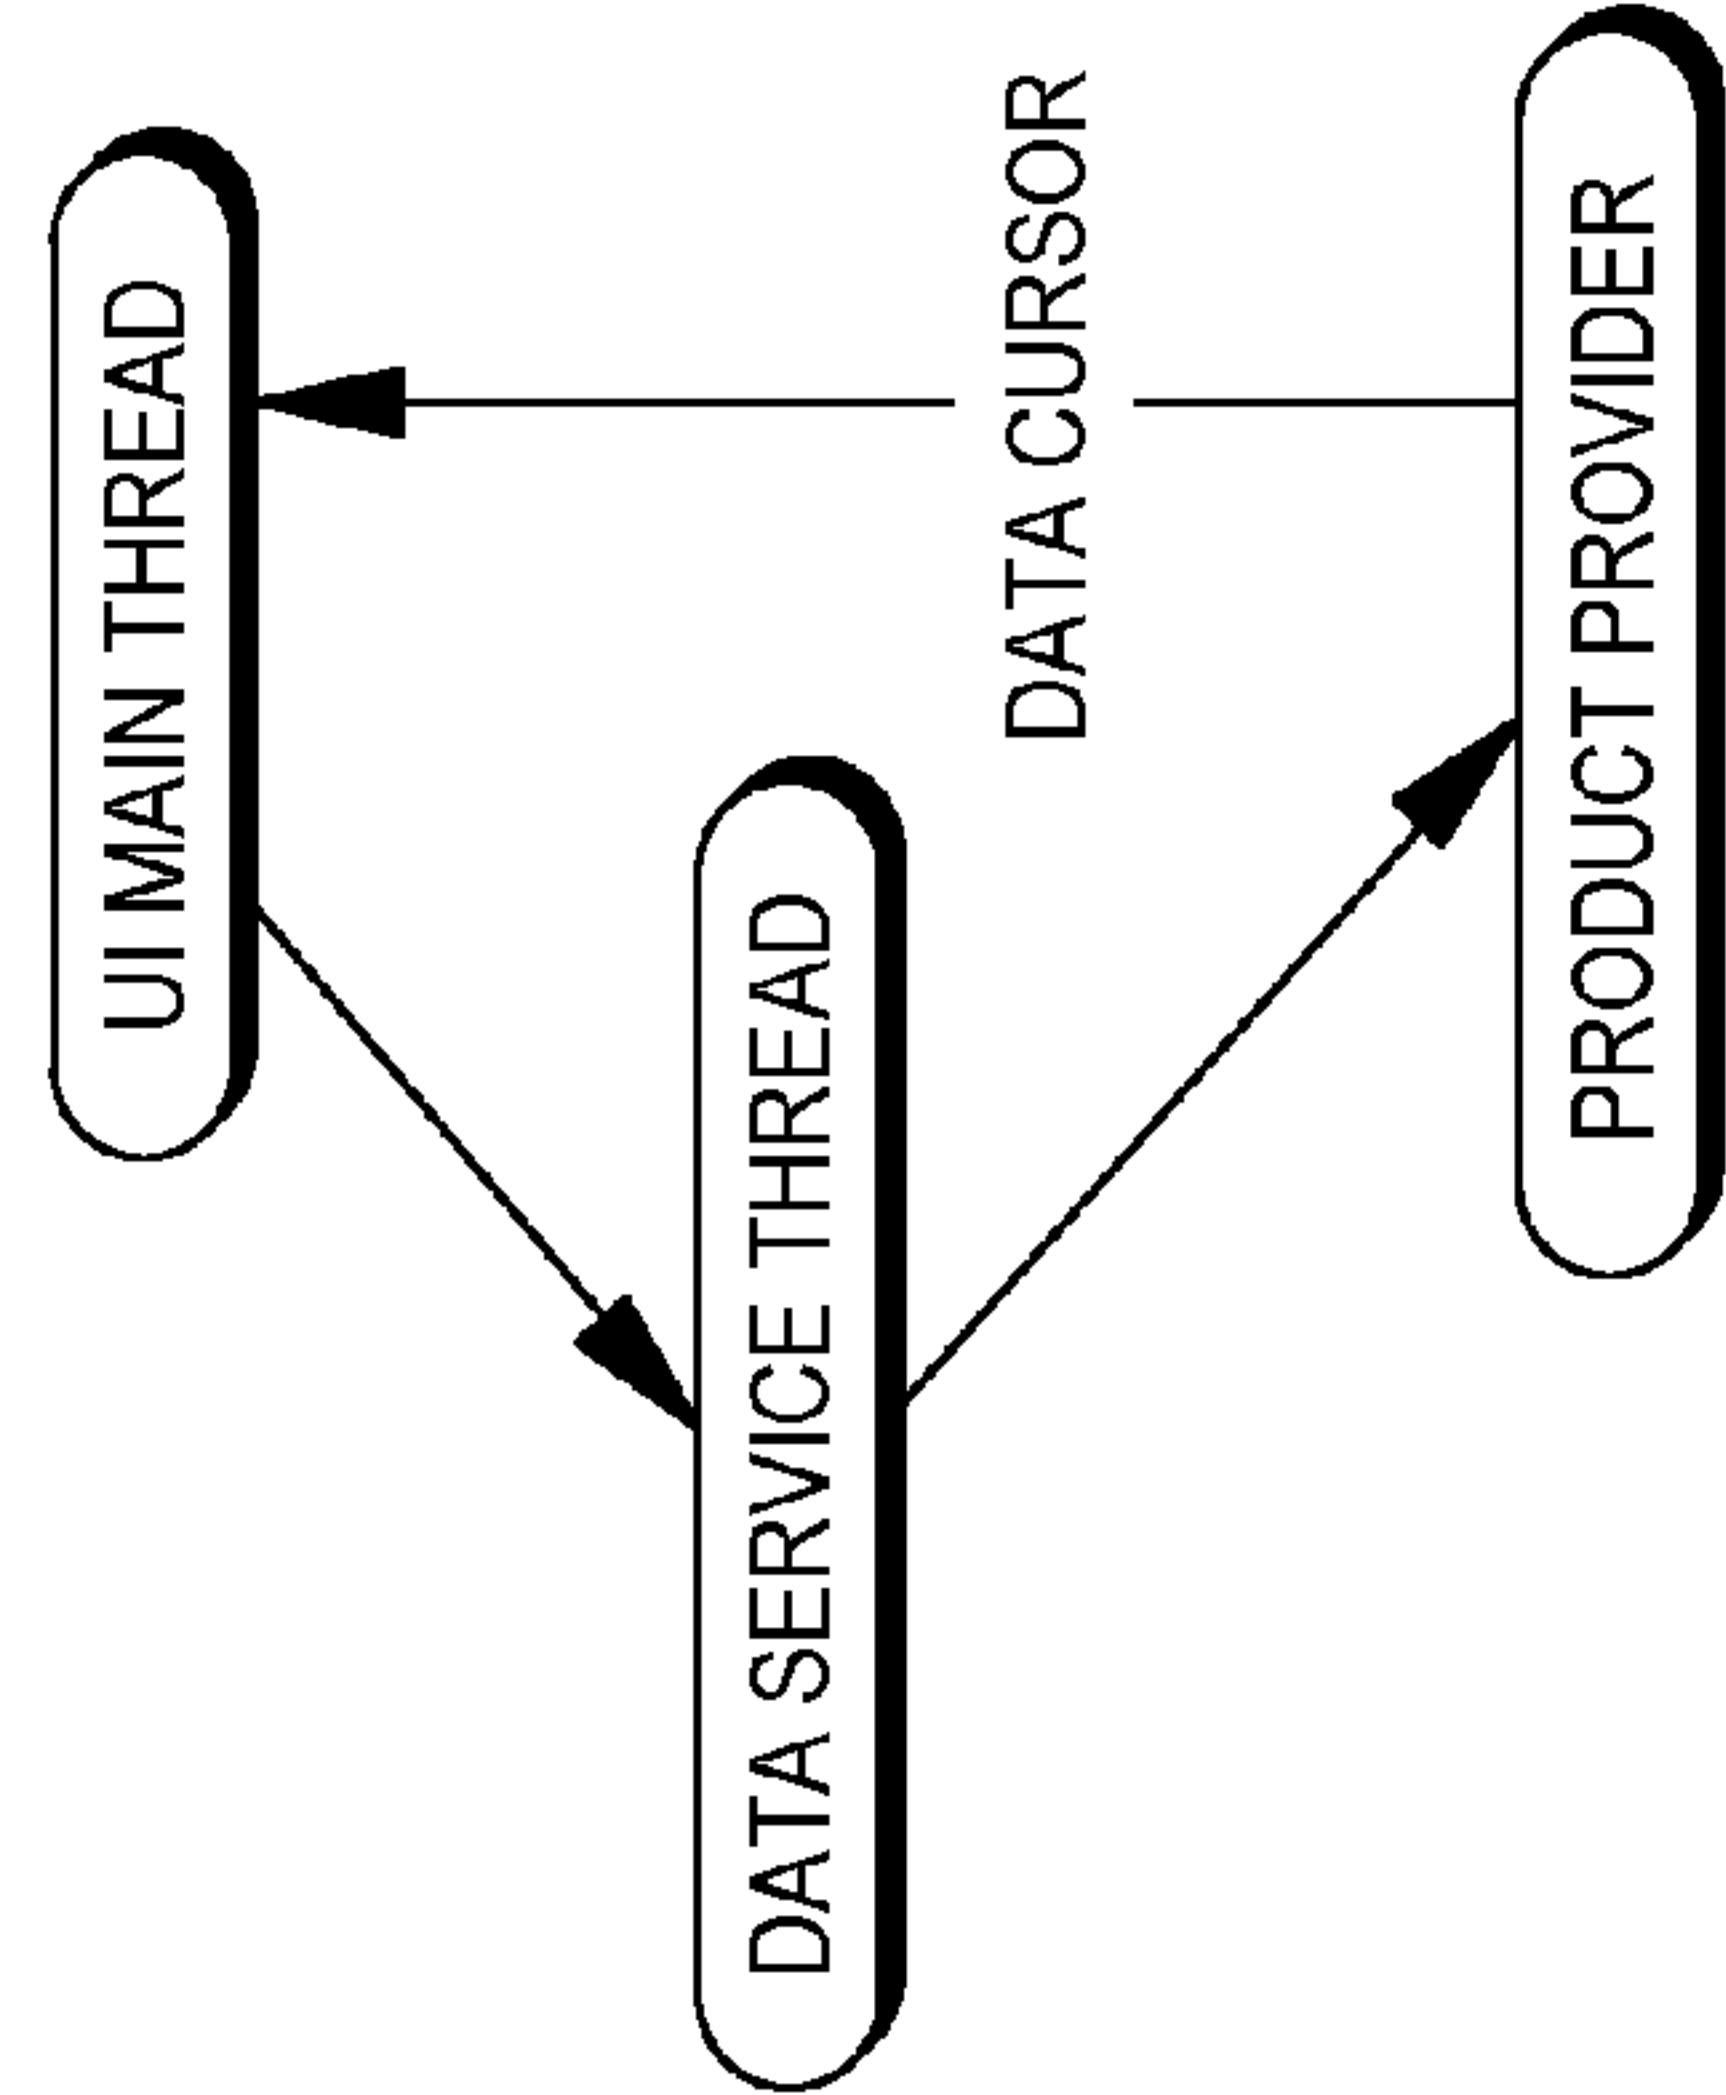 UI MAIN THREAD
DATA SERVICE THREAD
DATA CURSOR
PRODUCT PROVIDER